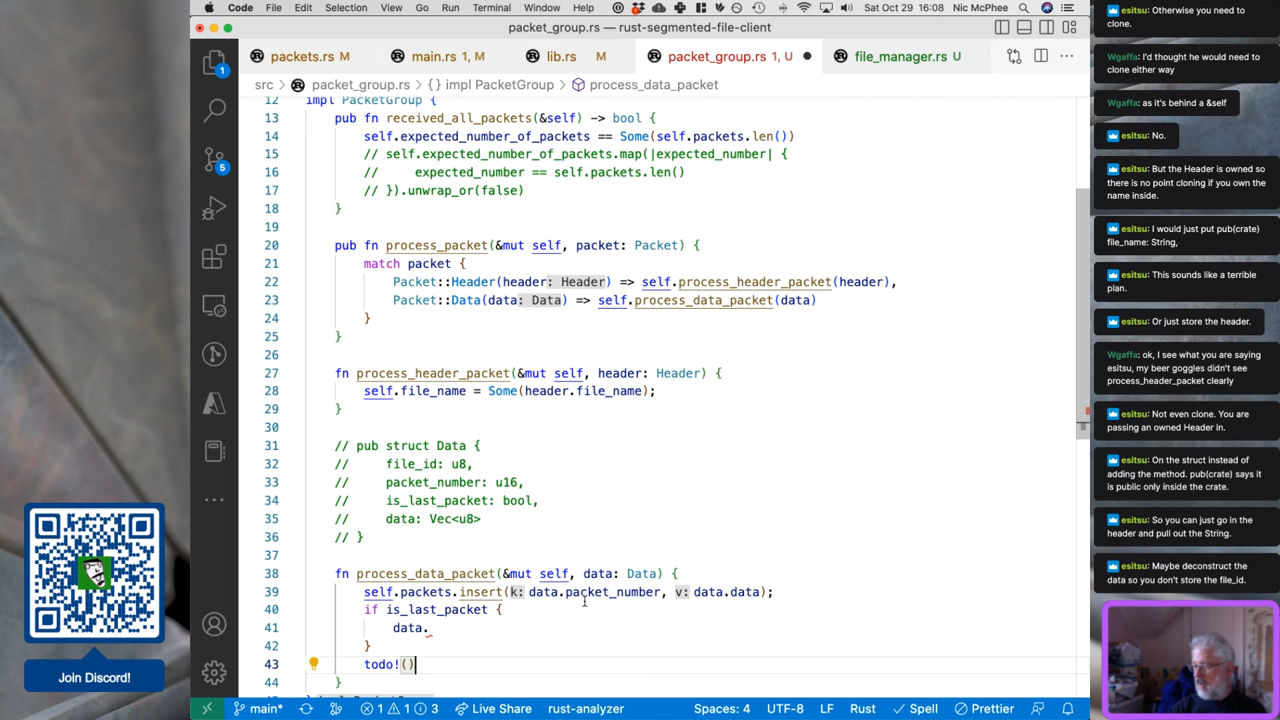 Code File Edit Selection View Go Run Terminal Window Help Sat Oct 29 16:08 Nic McPhee
packet_group.rs — rust-segmented-file-client
packets.rs M main.rs 1, M lib.rs M packet_group.rs 1, U file_manager.rs U
src packet_group.rs {} impl PacketGroup process_data_packet
12 impl PacketGroup {
13 pub fn received_all_packets(&self) -> bool {
14 self.expected_number_of_packets == Some(self.packets.len())
15 // self.expected_number_of_packets.map(|expected_number| {
16 // expected_number == self.packets.len()
17 // }).unwrap_or(false)
18 }
19
20 pub fn process_packet(&mut self, packet: Packet) {
21 match packet {
22 Packet::Header(header: Header) => self.process_header_packet(header),
23 Packet::Data(data: Data) => self.process_data_packet(data)
24 }
25 }
26
27 fn process_header_packet(&mut self, header: Header) {
28 self.file_name = Some(header.file_name);
29 }
30
31 // pub struct Data {
32 // file_id: u8,
33 // packet_number: u16,
34 // is_last_packet: bool,
35 // data: Vec<u8>
36 // }
37
38 fn process_data_packet(&mut self, data: Data) {
39 self.packets.insert(k: data.packet_number, v: data.data);
40 if is_last_packet {
41 data.
42 }
43 todo!()
44 }
1
5
main* 1 1 3 Live Share rust-analyzer Spaces: 4 UTF-8 LF Rust Spell Prettier
Join Discord!
esitsu: Otherwise you need to
clone.
Wgaffa: I'd thought he would need to
clone either way
Wgaffa: as it's behind a &self
esitsu: No.
esitsu: But the Header is owned so
there is no point cloning if you own the
name inside.
esitsu: I would just put pub(crate)
file_name: String,
esitsu: This sounds like a terrible
plan.
esitsu: Or just store the header.
Wgaffa: ok, I see what you are saying
esitsu, my beer goggles didn't see
process_header_packet clearly
esitsu: Not even clone. You are
passing an owned Header in.
esitsu: On the struct instead of
adding the method. pub(crate) says it
is public only inside the crate.
esitsu: So you can just go in the
header and pull out the String.
esitsu: Maybe deconstruct the
data so you don't store the file_id.